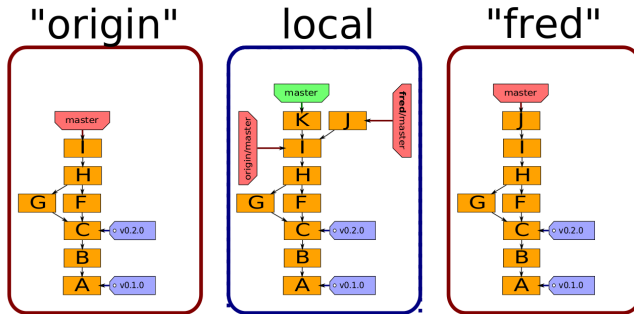 "origin"
master
I
H
G F
C v0.2.0
B
A v0.1.0
local
master
fred/master
K J
origin/master
I
H
G F
C v0.2.0
B
A v0.1.0
"fred"
master
J
I
H
G F
C v0.2.0
B
A v0.1.0